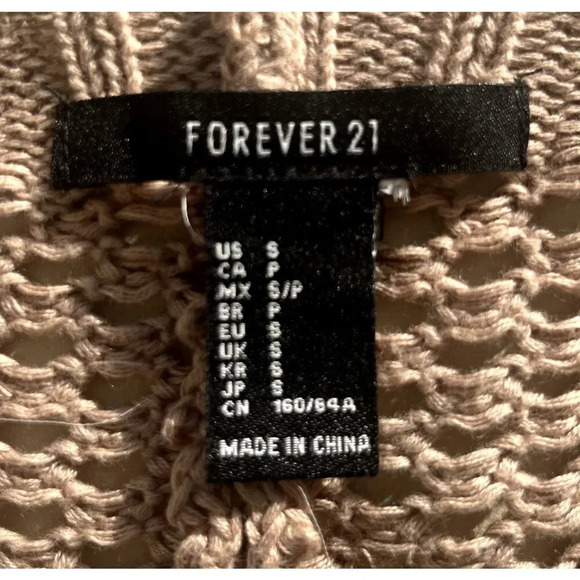 FOREVER 21
US S
CA P
MX S/P
BR P
EU S
UK S
KR S
JP S
CN 160/84A
MADE IN CHINA